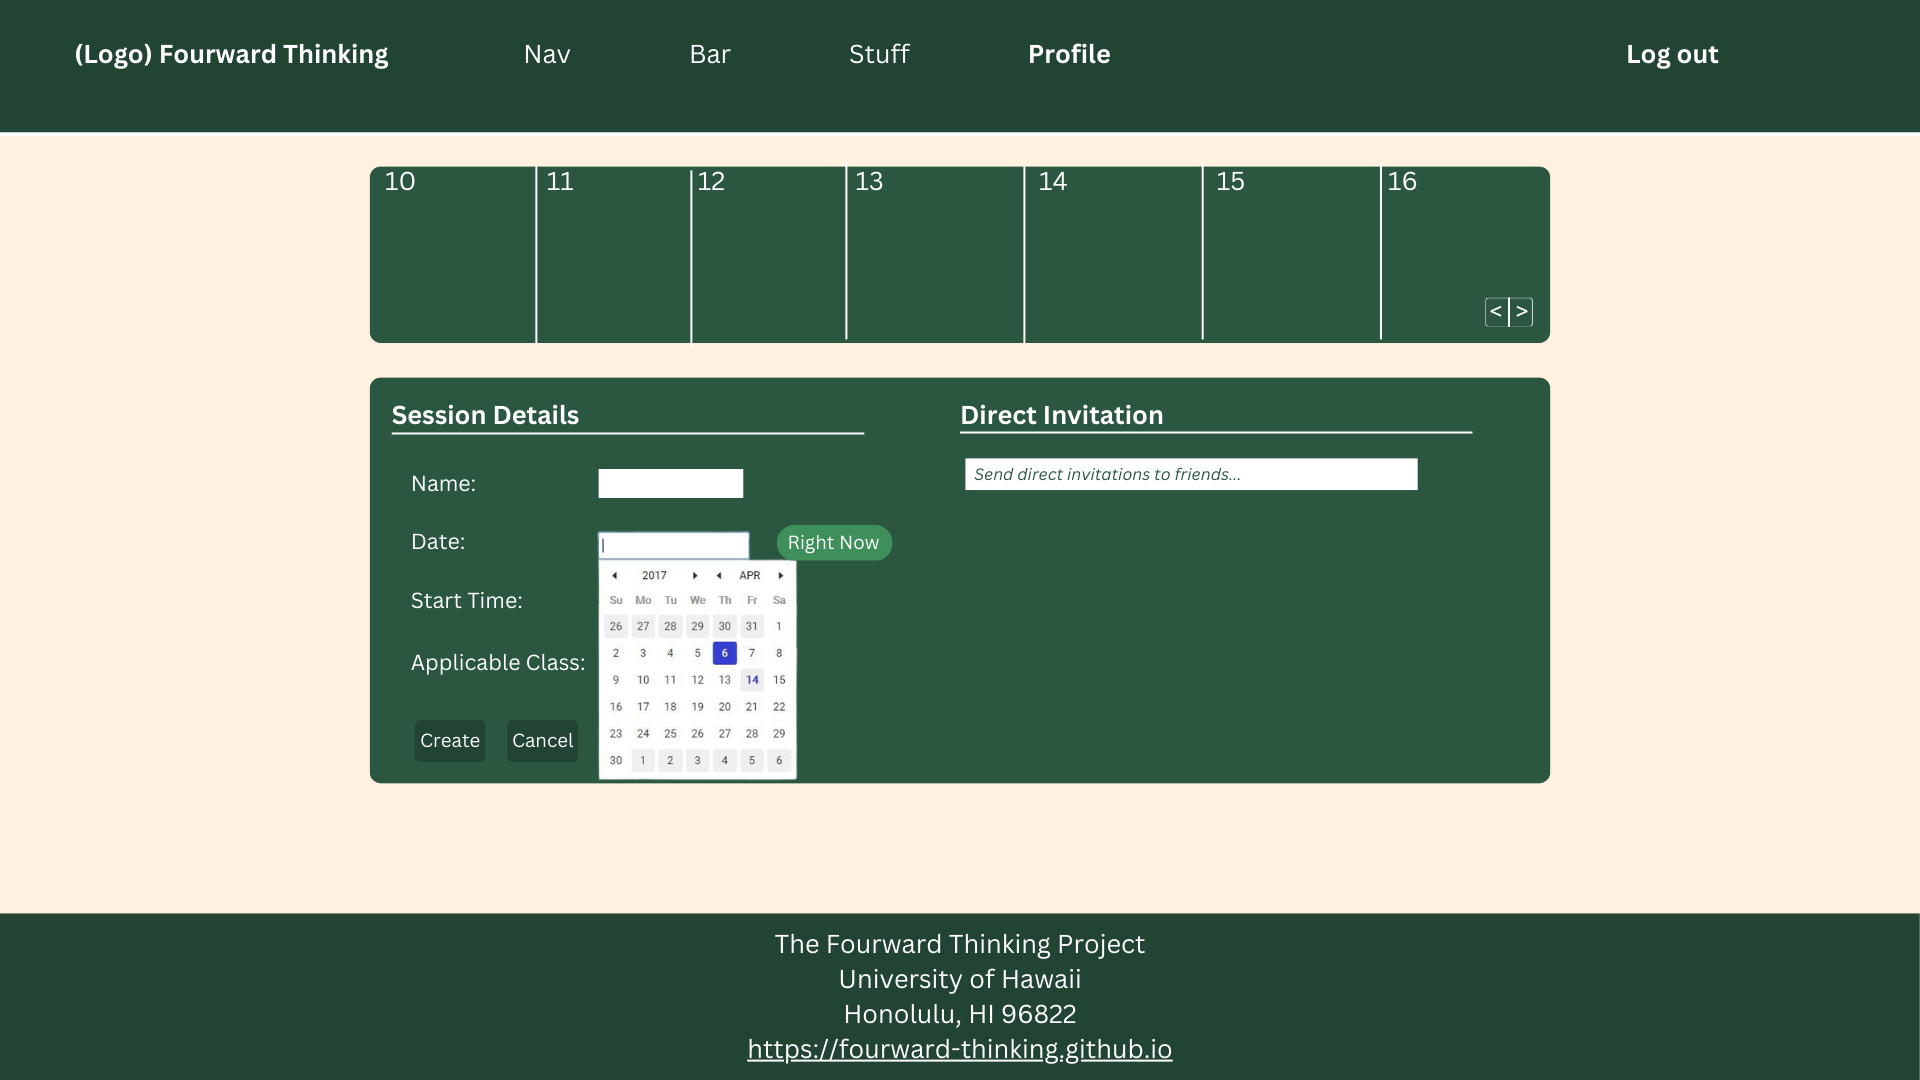 (Logo) Fourward Thinking Nav Bar Stuff Profile Log out
10 11 12 13 14 15 16
< >
Session Details
Name:
Date: Right Now
Start Time:
Applicable Class:
2017 APR
Su Mo Tu We Th Fr Sa
26 27 28 29 30 31 1
2 3 4 5 6 7 8
9 10 11 12 13 14 15
16 17 18 19 20 21 22
23 24 25 26 27 28 29
30 1 2 3 4 5 6
Create Cancel
Direct Invitation
Send direct invitations to friends...
The Fourward Thinking Project
University of Hawaii
Honolulu, HI 96822
https://fourward-thinking.github.io